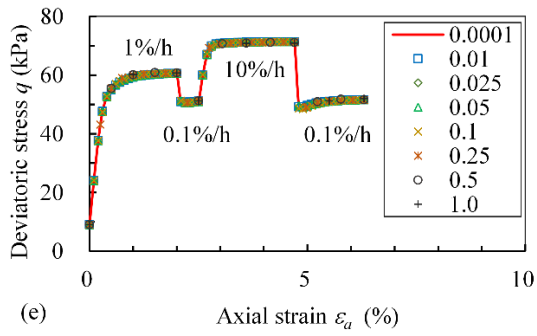 80
60
40
20
0
Deviatoric stress q (kPa)
1%/h
10%/h
0.1%/h
0.1%/h
0.0001
0.01
0.025
0.05
0.1
0.25
0.5
1.0
0
5
10
(e)
Axial strain εa (%)